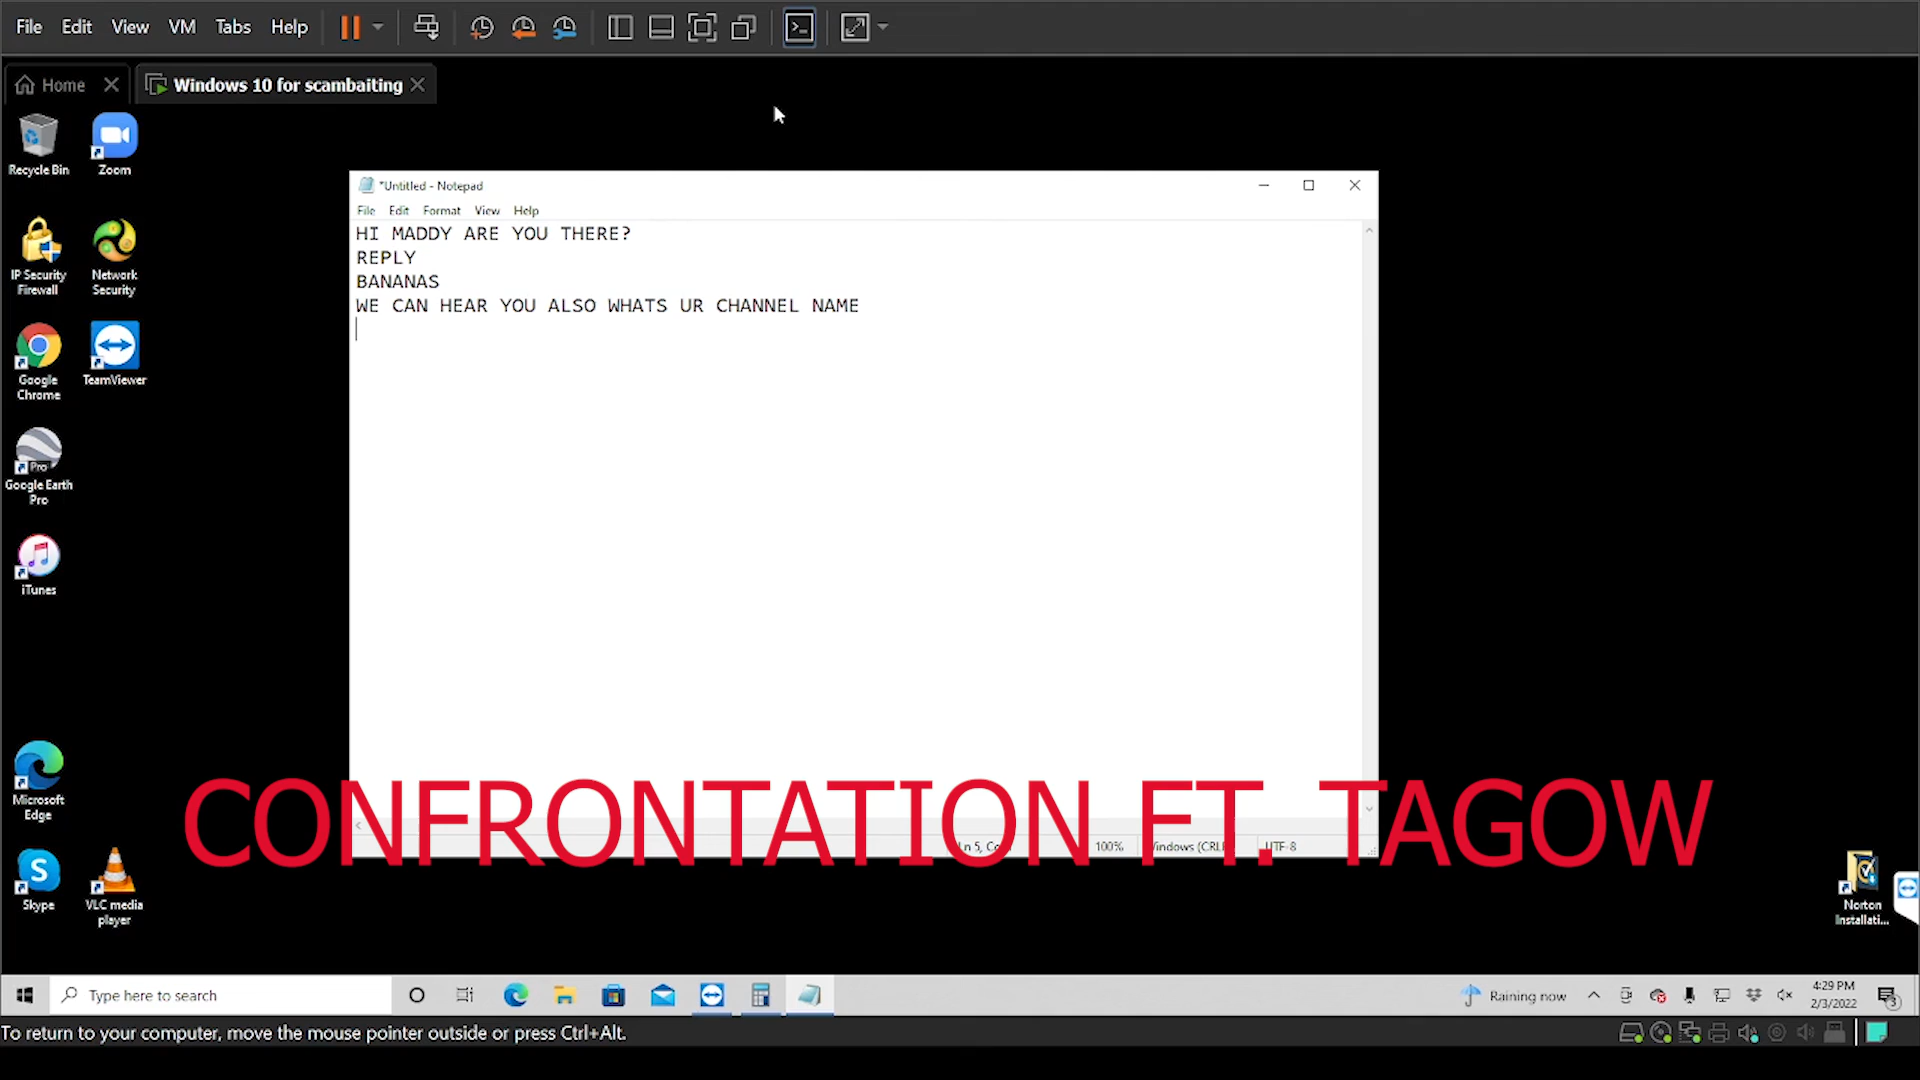 File Edit View VM Tabs Help
Home
Windows 10 for scambaiting
Recycle Bin
Zoom
*Untitled - Notepad
File Edit Format View Help
HI MADDY ARE YOU THERE?
REPLY
BANANAS
WE CAN HEAR YOU ALSO WHATS UR CHANNEL NAME
IP Security
Firewall
Network
Security
Google
Chrome
TeamViewer
Pro
Google Earth
Pro
iTunes
Microsoft
Edge
CONFRONTATION FT. TAGOW
100%
UTF-8
S
Skype
VLC media
player
Norton
Installati...
Type here to search
Raining now
4:29 PM
2/3/2022
3
To return to your computer, move the mouse pointer outside or press Ctrl+Alt.